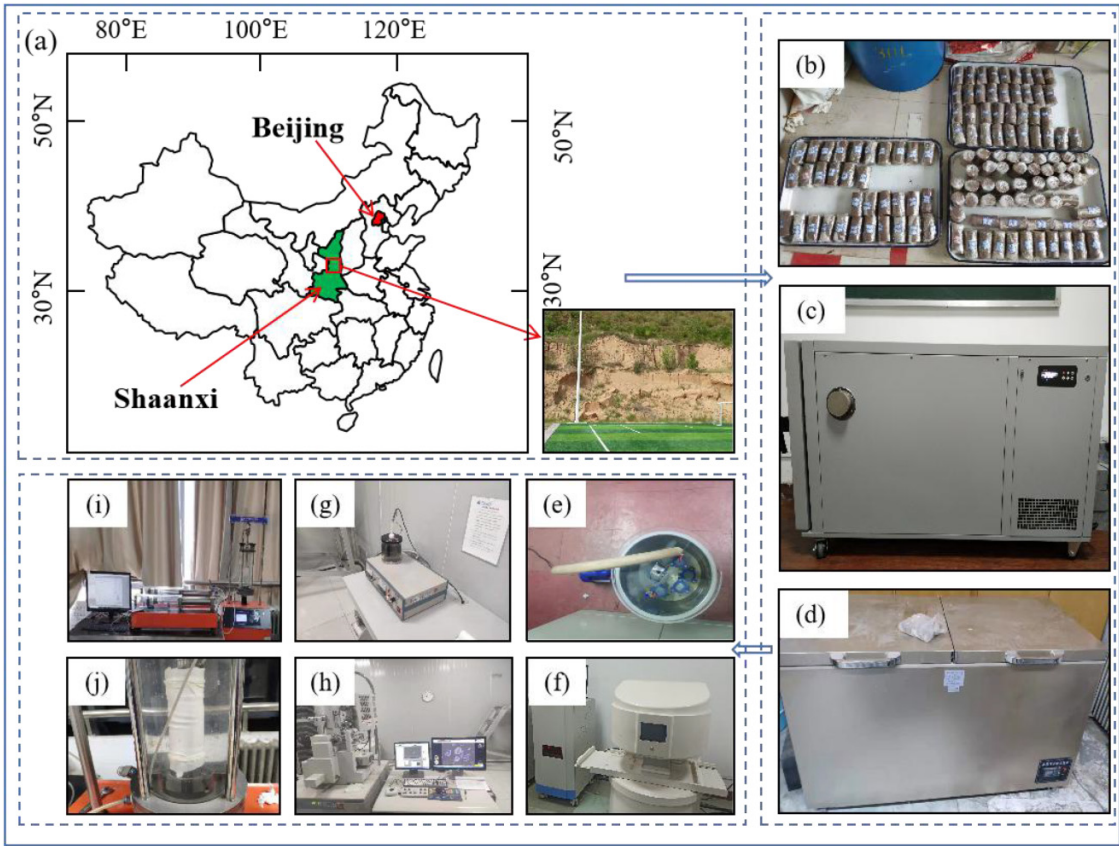 (a)
80°E 100°E 120°E
50°N 50°N
Beijing
30°N 30°N
Shaanxi
(b)
(c)
(d)
(i) (g) (e)
(j) (h) (f)